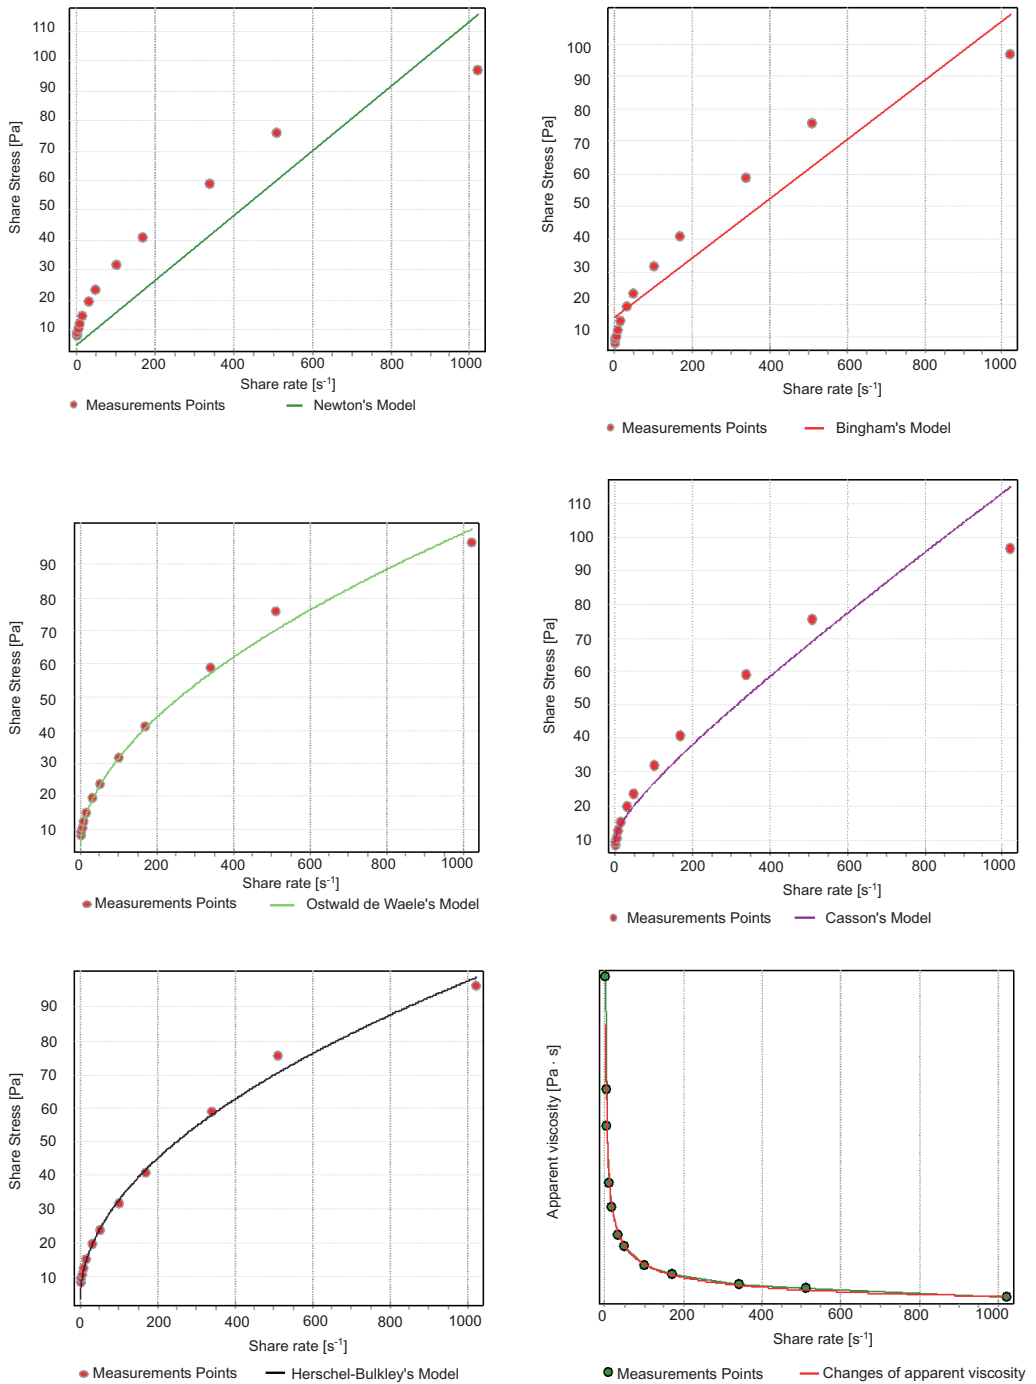 110
100
90
80
70
60
50
40
30
20
10
Share Stress [Pa]
0 200 400 600 800 1000
Share rate [s-1]
Measurements Points Newton's Model
100
90
80
70
60
50
40
30
20
10
Share Stress [Pa]
0 200 400 600 800 1000
Share rate [s-1]
Measurements Points Bingham's Model
90
80
70
60
50
40
30
20
10
Share Stress [Pa]
0 200 400 600 800 1000
Share rate [s-1]
Measurements Points Ostwald de Waele's Model
110
100
90
80
70
60
50
40
30
20
10
Share Stress [Pa]
0 200 400 600 800 1000
Share rate [s-1]
Measurements Points Casson's Model
90
80
70
60
50
40
30
20
10
Share Stress [Pa]
0 200 400 600 800 1000
Share rate [s-1]
Measurements Points Herschel-Bulkley's Model
Apparent viscosity [Pa · s]
0 200 400 600 800 1000
Share rate [s-1]
Measurements Points Changes of apparent viscosity